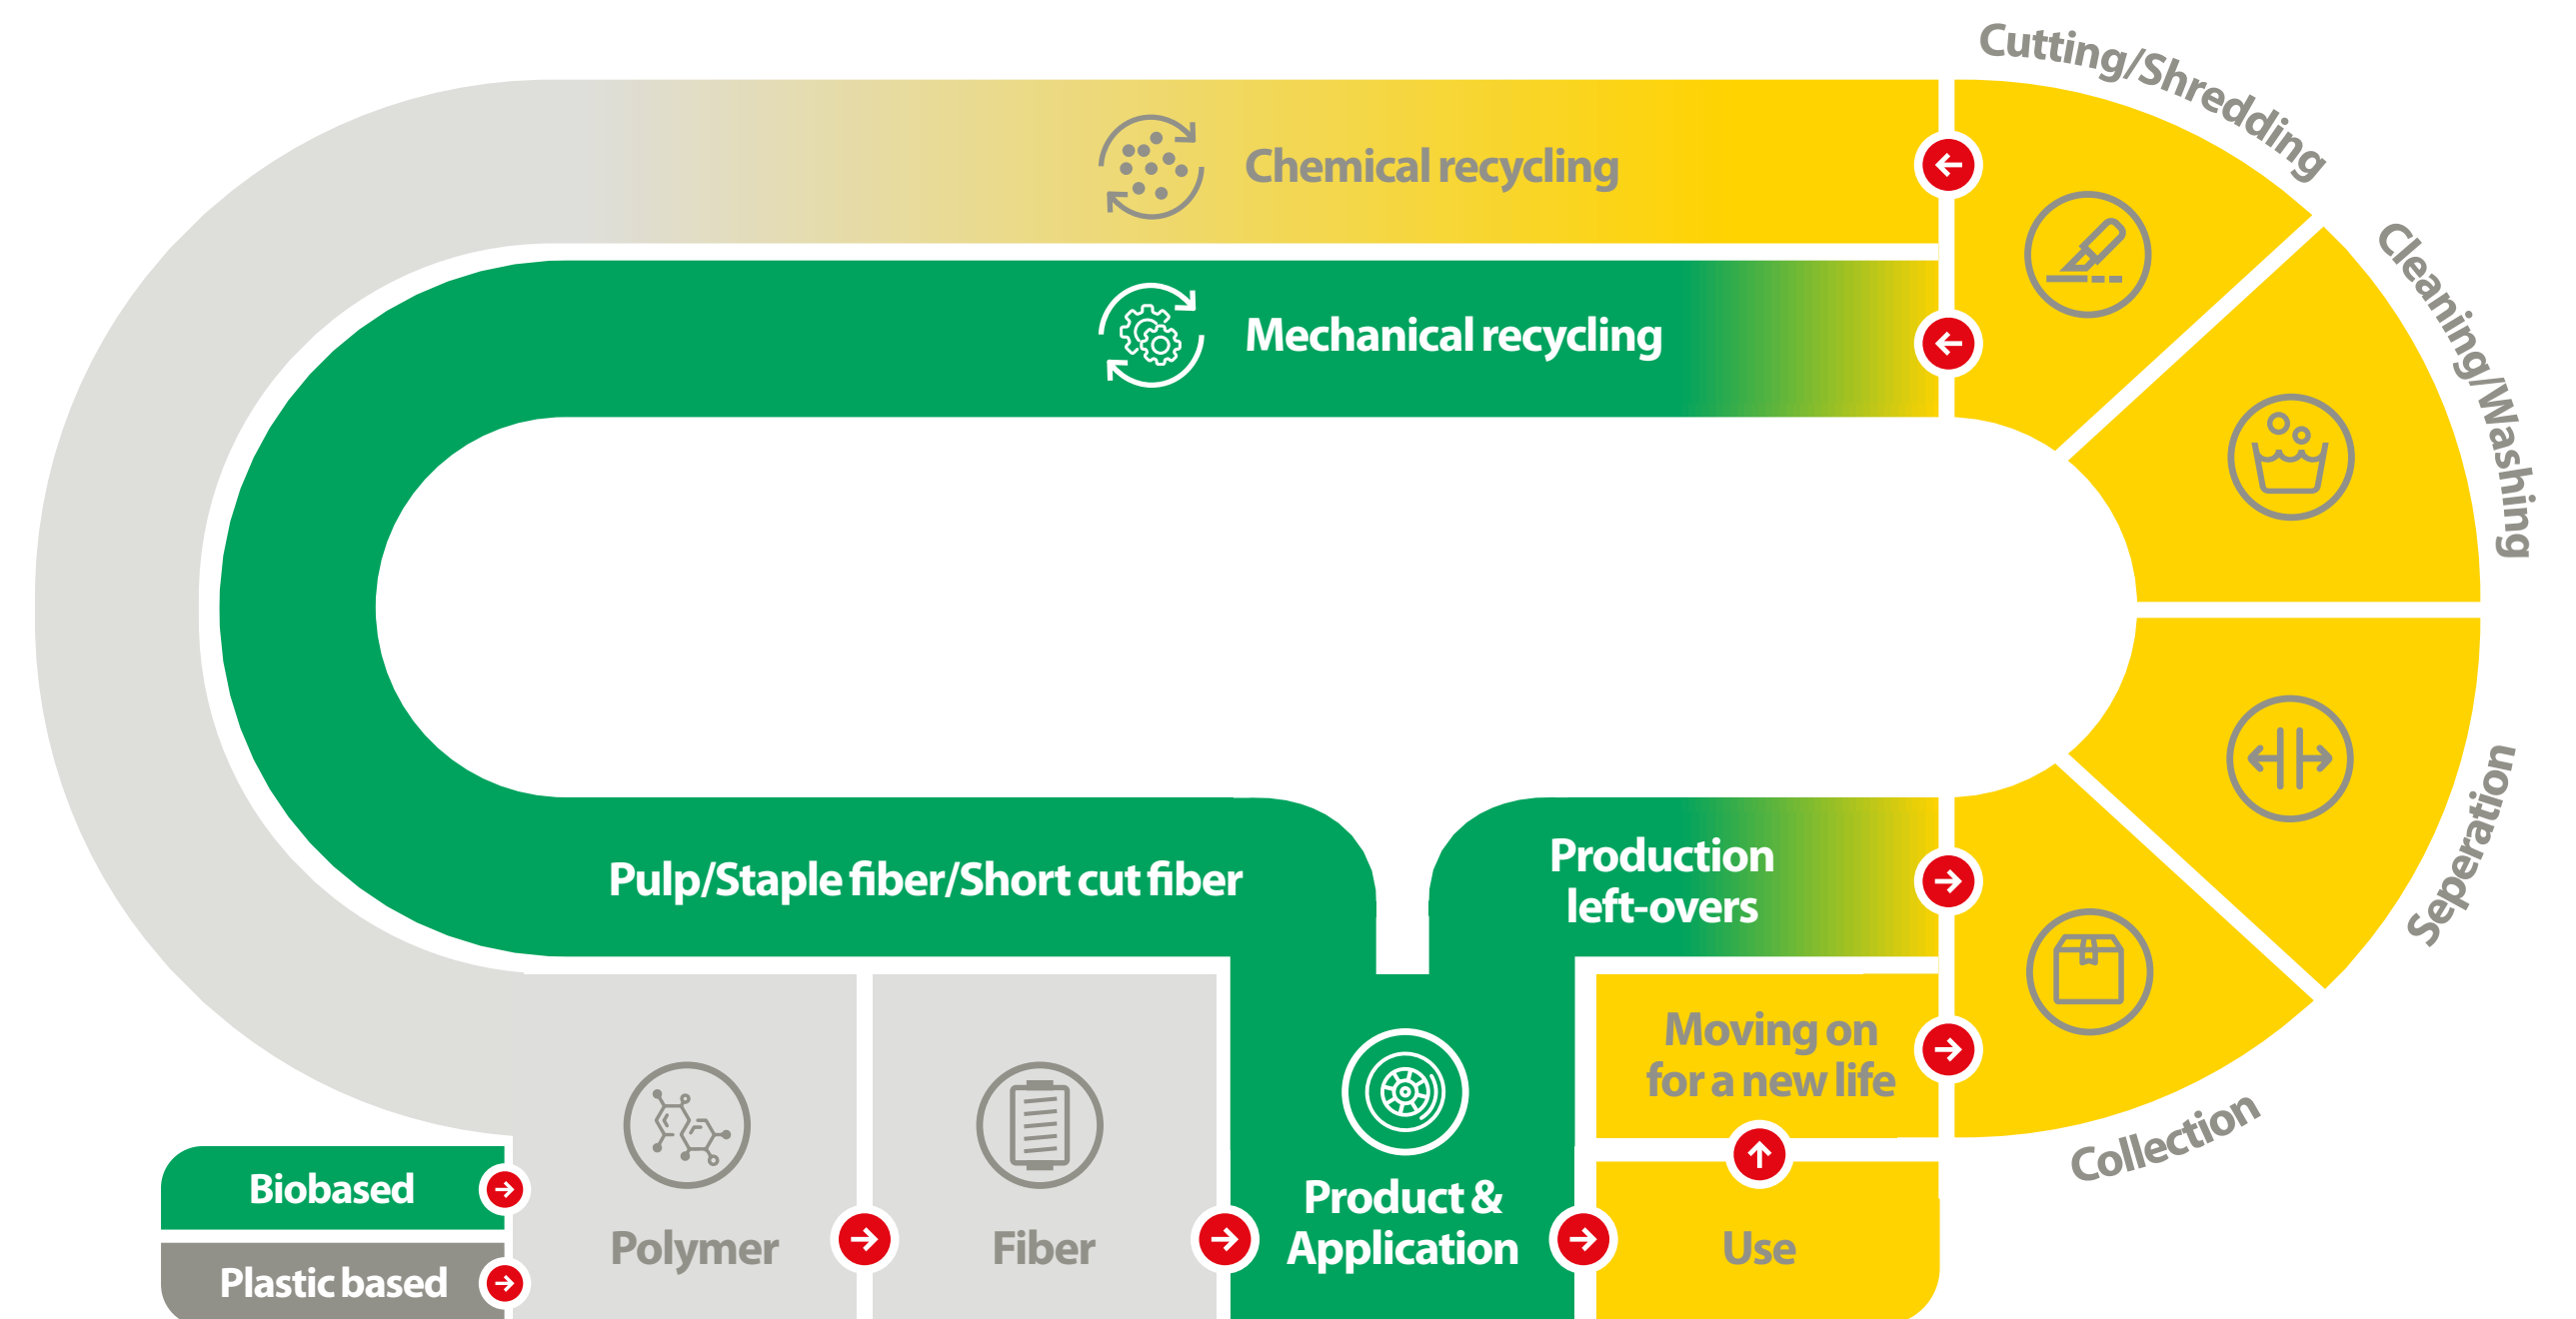 Cutting/Shredding
Chemical recycling
Cleaning/Washing
Mechanical recycling
Seperation
Production
left-overs
Pulp/Staple fiber/Short cut fiber
Moving on
for a new life
Collection
Biobased
Plastic based
Polymer
Fiber
Product &
Application
Use